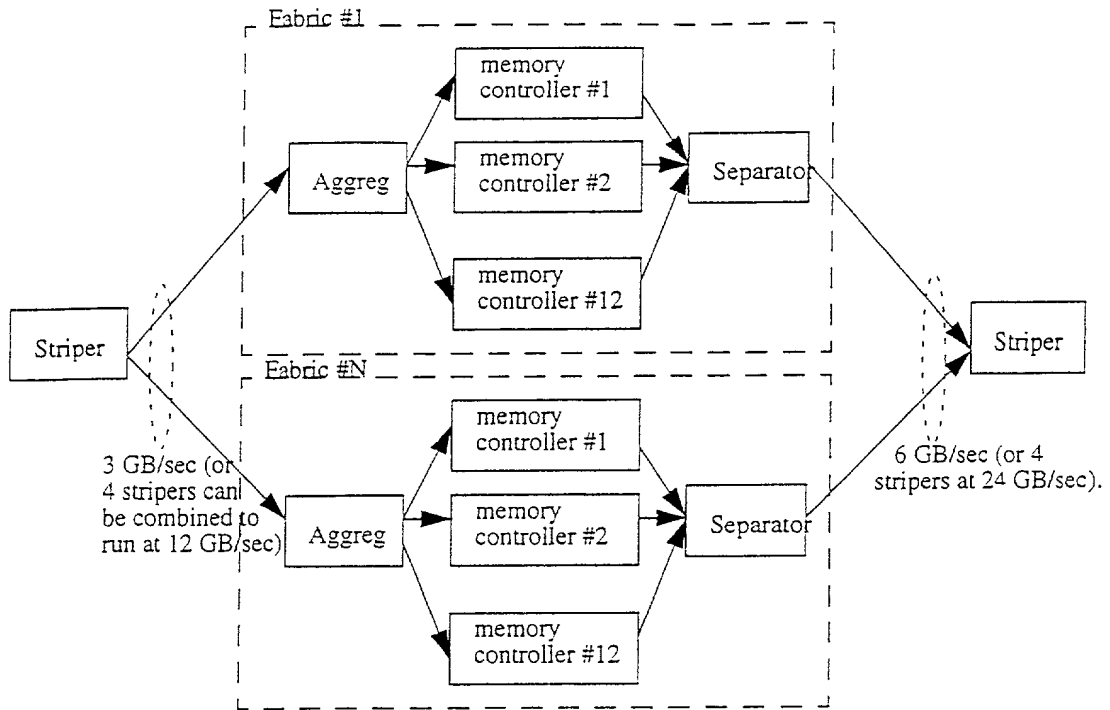 Fabric #1
memory
controller #1
Aggreg
memory
controller #2
Separator
memory
controller #12
Striper
Striper
Fabric #N
memory
controller #1
3 GB/sec (or
4 stripers can
be combined to
run at 12 GB/sec)
6 GB/sec (or 4
stripers at 24 GB/sec).
Aggreg
memory
controller #2
Separator
memory
controller #12